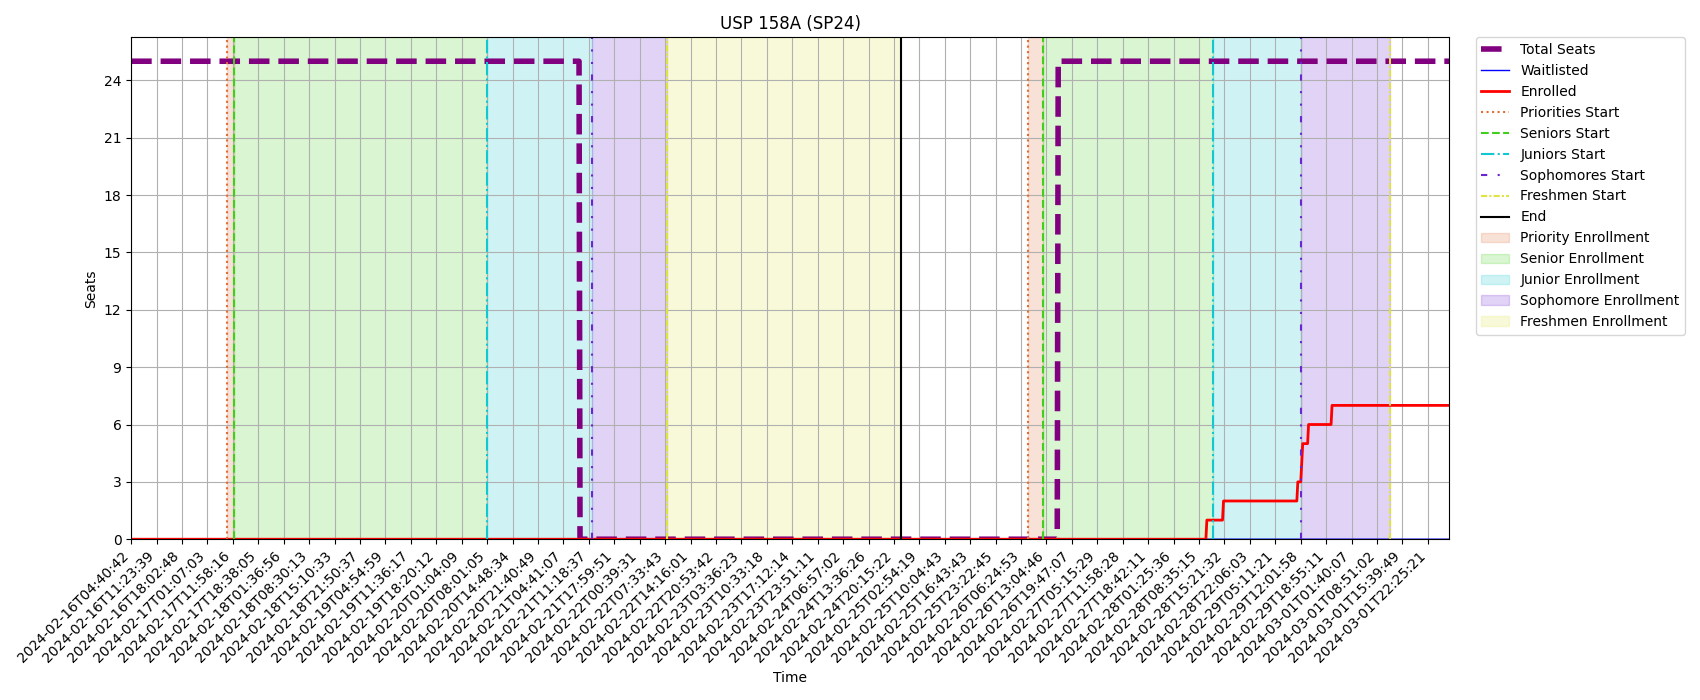 USP 158A (SP24)
Seats
24
21
18
15
12
9
6
3
0
2024-02-16T04:40:42
2024-02-16T11:23:39
2024-02-16T18:02:48
2024-02-17T01:07:03
2024-02-17T11:58:16
2024-02-17T18:38:05
2024-02-18T01:36:56
2024-02-18T08:30:13
2024-02-18T15:10:33
2024-02-18T21:50:37
2024-02-19T04:54:59
2024-02-19T11:36:17
2024-02-19T18:20:12
2024-02-20T01:04:09
2024-02-20T08:01:05
2024-02-20T14:48:34
2024-02-20T21:40:49
2024-02-21T04:41:07
2024-02-21T11:18:37
2024-02-21T17:59:51
2024-02-22T00:39:31
2024-02-22T07:33:43
2024-02-22T14:16:01
2024-02-22T20:53:42
2024-02-23T03:36:23
2024-02-23T10:33:18
2024-02-23T17:12:14
2024-02-23T23:51:11
2024-02-24T06:57:02
2024-02-24T13:36:26
2024-02-24T20:15:22
2024-02-25T02:54:19
2024-02-25T10:04:43
2024-02-25T16:43:43
2024-02-25T23:22:45
2024-02-26T06:24:53
2024-02-26T13:04:46
2024-02-26T19:47:07
2024-02-27T05:15:29
2024-02-27T11:58:28
2024-02-27T18:42:11
2024-02-28T01:25:36
2024-02-28T08:35:15
2024-02-28T15:21:32
2024-02-28T22:06:03
2024-02-29T05:11:21
2024-02-29T12:01:58
2024-02-29T18:55:11
2024-03-01T01:40:07
2024-03-01T08:51:02
2024-03-01T15:39:49
2024-03-01T22:25:21
Time
Total Seats
Waitlisted
Enrolled
Priorities Start
Seniors Start
Juniors Start
Sophomores Start
Freshmen Start
End
Priority Enrollment
Senior Enrollment
Junior Enrollment
Sophomore Enrollment
Freshmen Enrollment